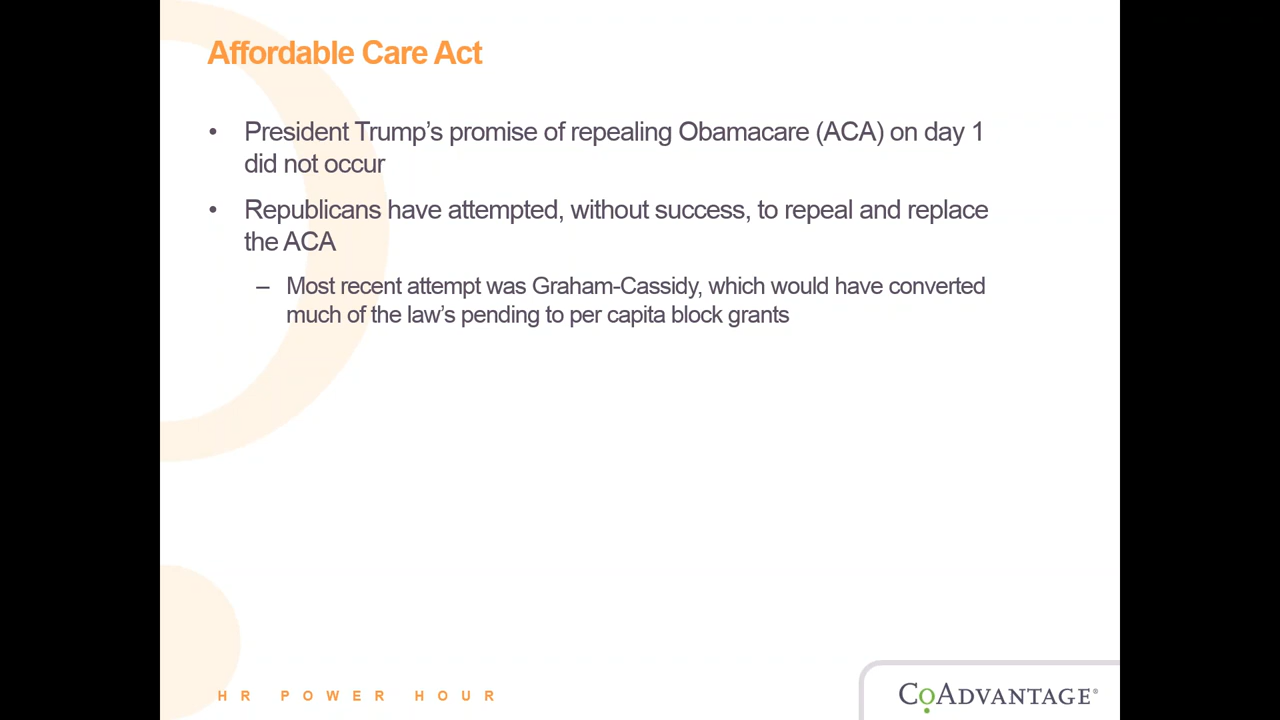 Affordable Care Act
• President Trump’s promise of repealing Obamacare (ACA) on day 1
did not occur
• Republicans have attempted, without success, to repeal and replace
the ACA
– Most recent attempt was Graham-Cassidy, which would have converted
much of the law’s pending to per capita block grants
HR POWER HOUR
COADVANTAGE®